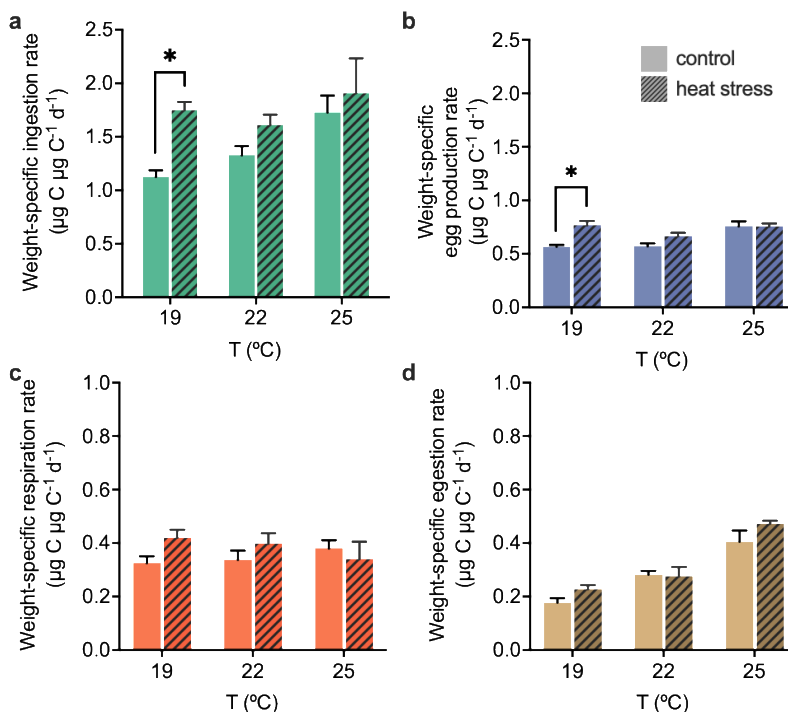 a
Weight-specific ingestion rate
(µg C µg C⁻¹ d⁻¹)
2.5
2.0
1.5
1.0
0.5
0.0
*
19 22 25
T (ºC)
b
Weight-specific
egg production rate
(µg C µg C⁻¹ d⁻¹)
2.5
2.0
1.5
1.0
0.5
0.0
control
heat stress
*
19 22 25
T (ºC)
c
Weight-specific respiration rate
(µg C µg C⁻¹ d⁻¹)
1.0
0.8
0.6
0.4
0.2
0.0
19 22 25
T (ºC)
d
Weight-specific egestion rate
(µg C µg C⁻¹ d⁻¹)
1.0
0.8
0.6
0.4
0.2
0.0
19 22 25
T (ºC)